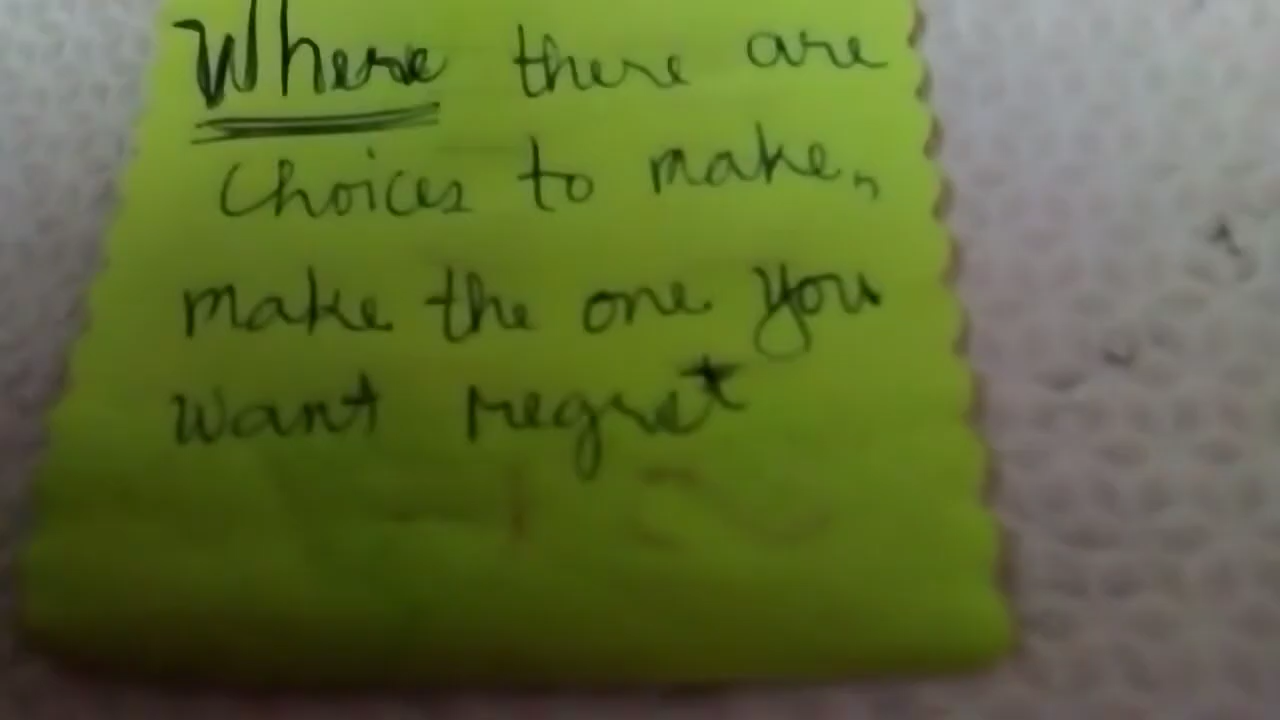 Where there are
choices to make,
make the one you
want regret